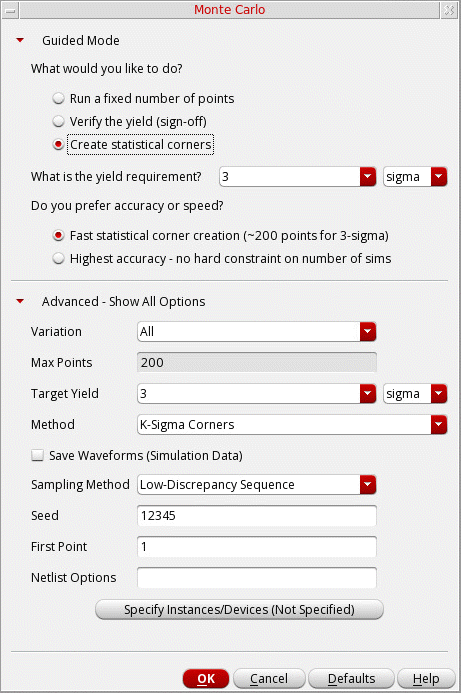 Monte Carlo
Guided Mode
What would you like to do?
Run a fixed number of points
Verify the yield (sign-off)
Create statistical corners
What is the yield requirement? 3 sigma
Do you prefer accuracy or speed?
Fast statistical corner creation (~200 points for 3-sigma)
Highest accuracy - no hard constraint on number of sims
Advanced - Show All Options
Variation All
Max Points 200
Target Yield 3 sigma
Method K-Sigma Corners
Save Waveforms (Simulation Data)
Sampling Method Low-Discrepancy Sequence
Seed 12345
First Point 1
Netlist Options
Specify Instances/Devices (Not Specified)
OK Cancel Defaults Help